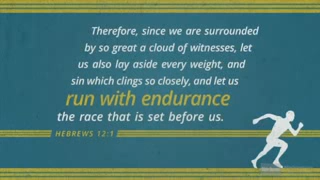 Therefore, since we are surrounded
by so great a cloud of witnesses, let
us also lay aside every weight, and
sin which clings so closely, and let us
run with endurance
the race that is set before us.
HEBREWS 12:1